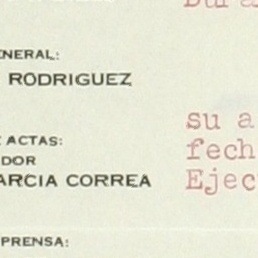 ENERAL:
RODRIGUEZ
ACTAS:
DOR
ARCIA CORREA
PRENSA:
su a
fech
Ejec